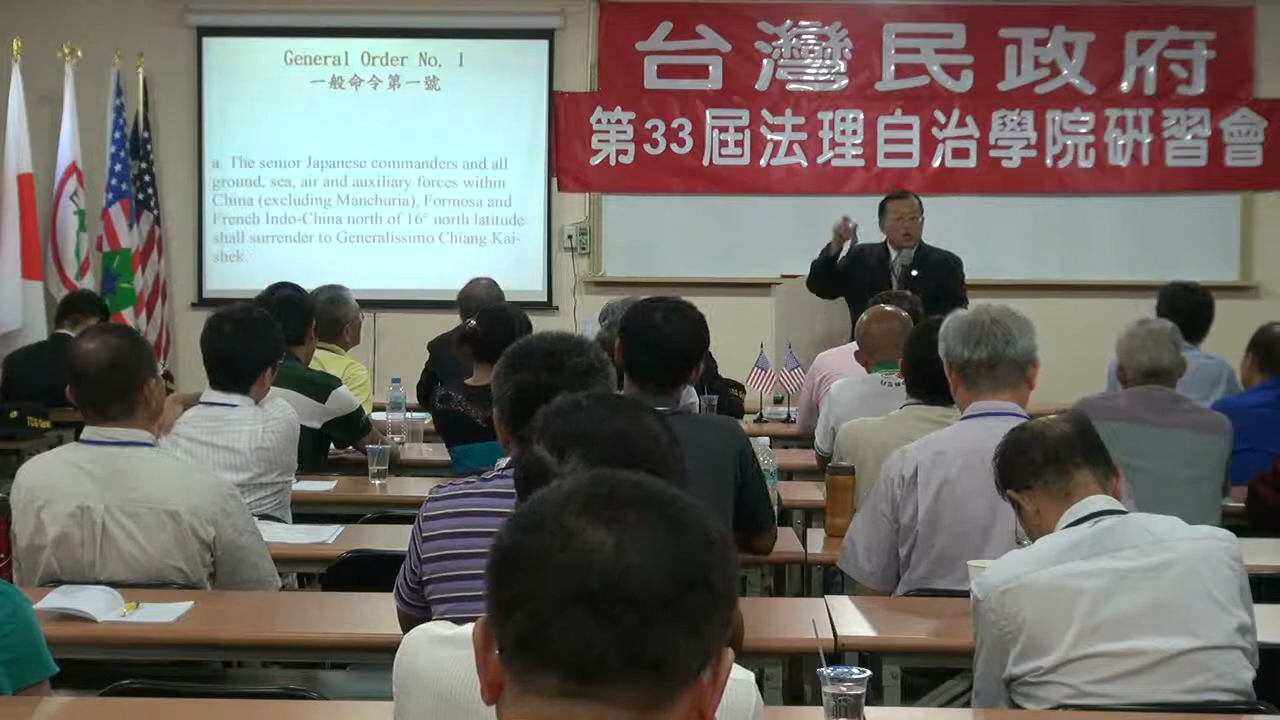 General Order No. 1
一般命令第一號
a. The senior Japanese commanders and all
ground, sea, air and auxiliary forces within
China (excluding Manchuria), Formosa and
French Indo-China north of 16° north latitude
shall surrender to Generalissimo Chiang Kai-
shek.
台灣民政府
第33屆法理自治學院硏習會